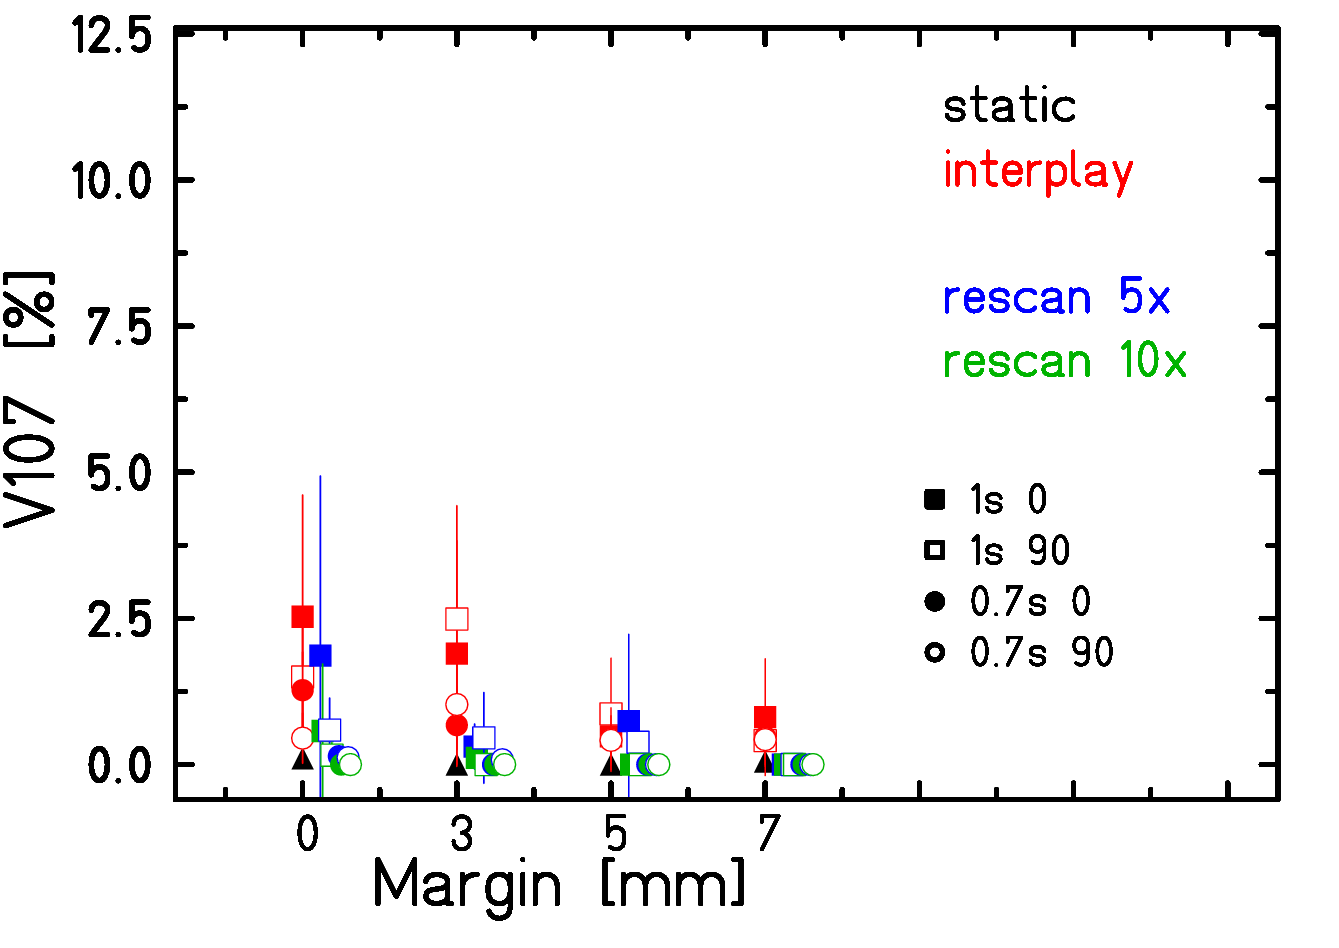 12.5
10.0
7.5
5.0
2.5
0.0
V107 [%]
static
interplay
rescan 5x
rescan 10x
1s 0
1s 90
0.7s 0
0.7s 90
0 3 5 7
Margin [mm]